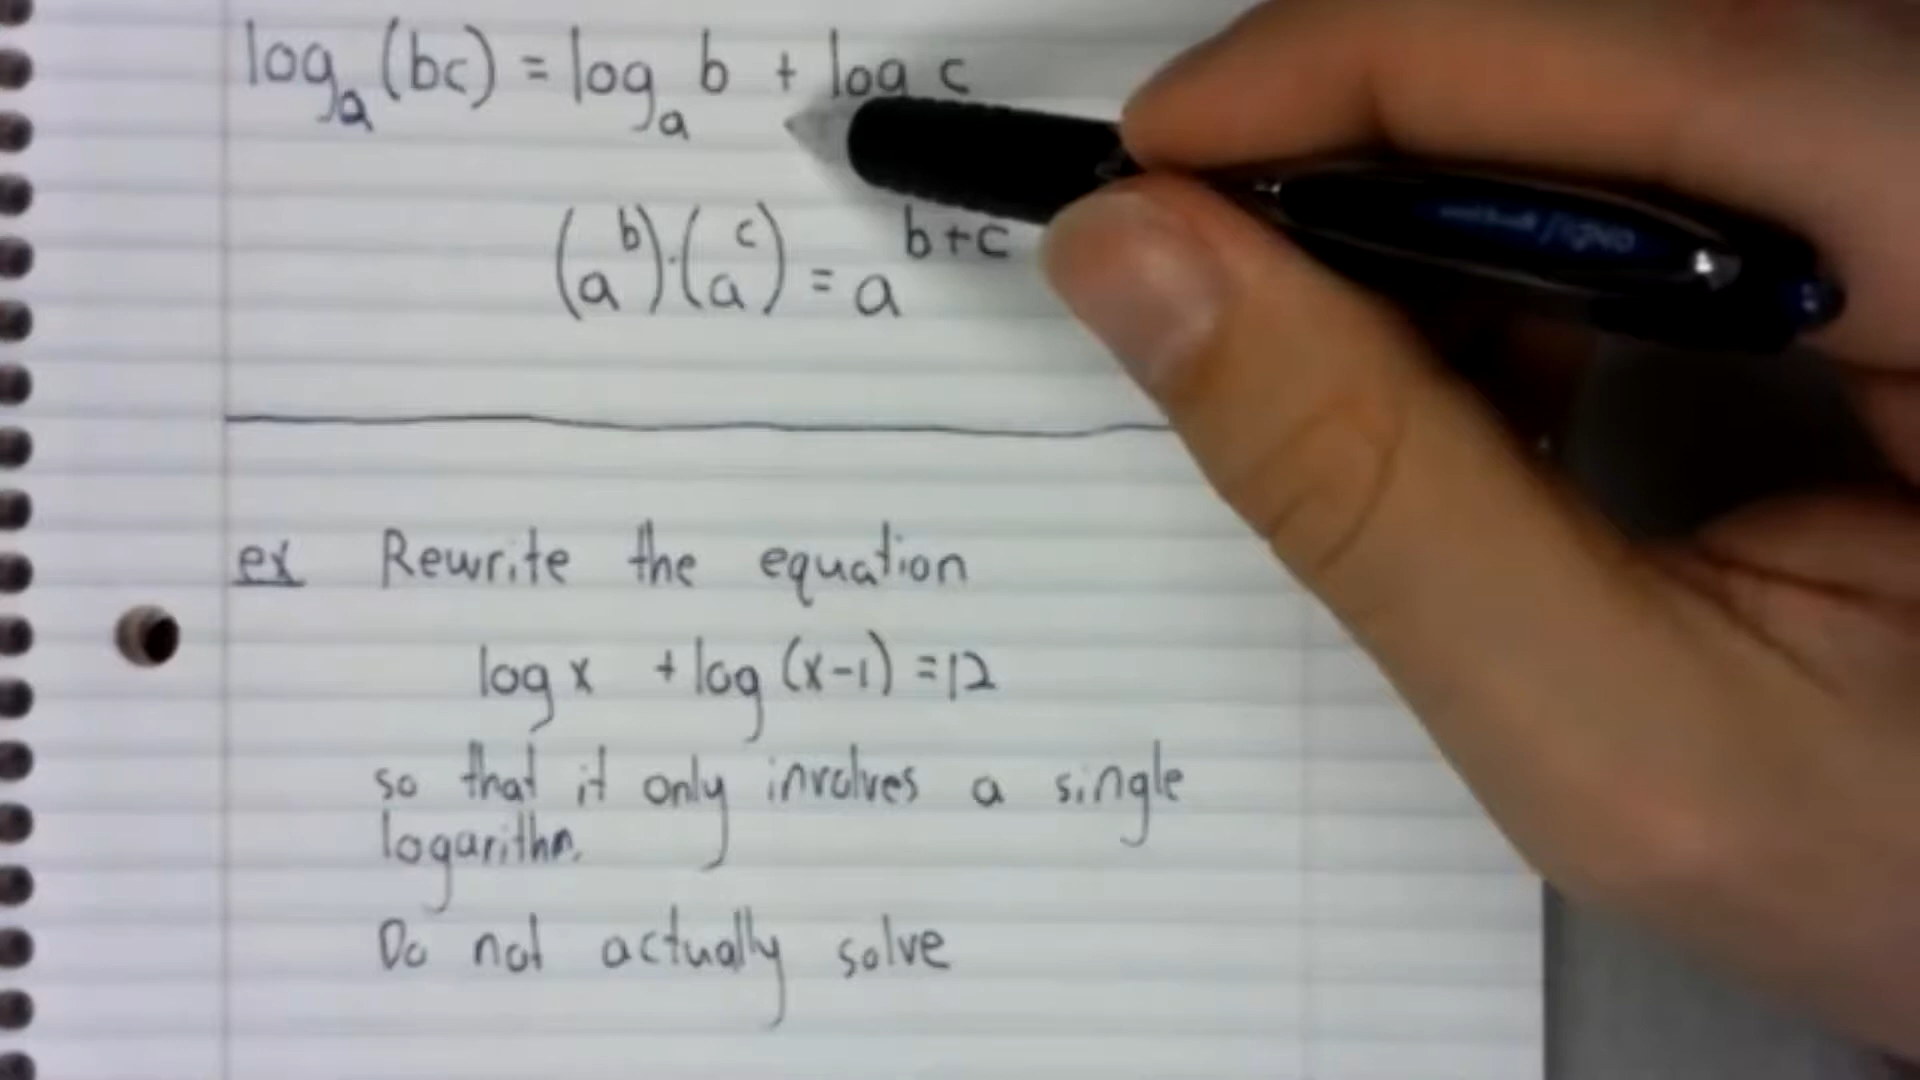 log_a (bc) = log_a b + log c
(a^b)·(a^c) = a^(b+c)
ex Rewrite the equation
log x + log (x-1) = 12
so that it only involves a single
logarithm.
Do not actually solve